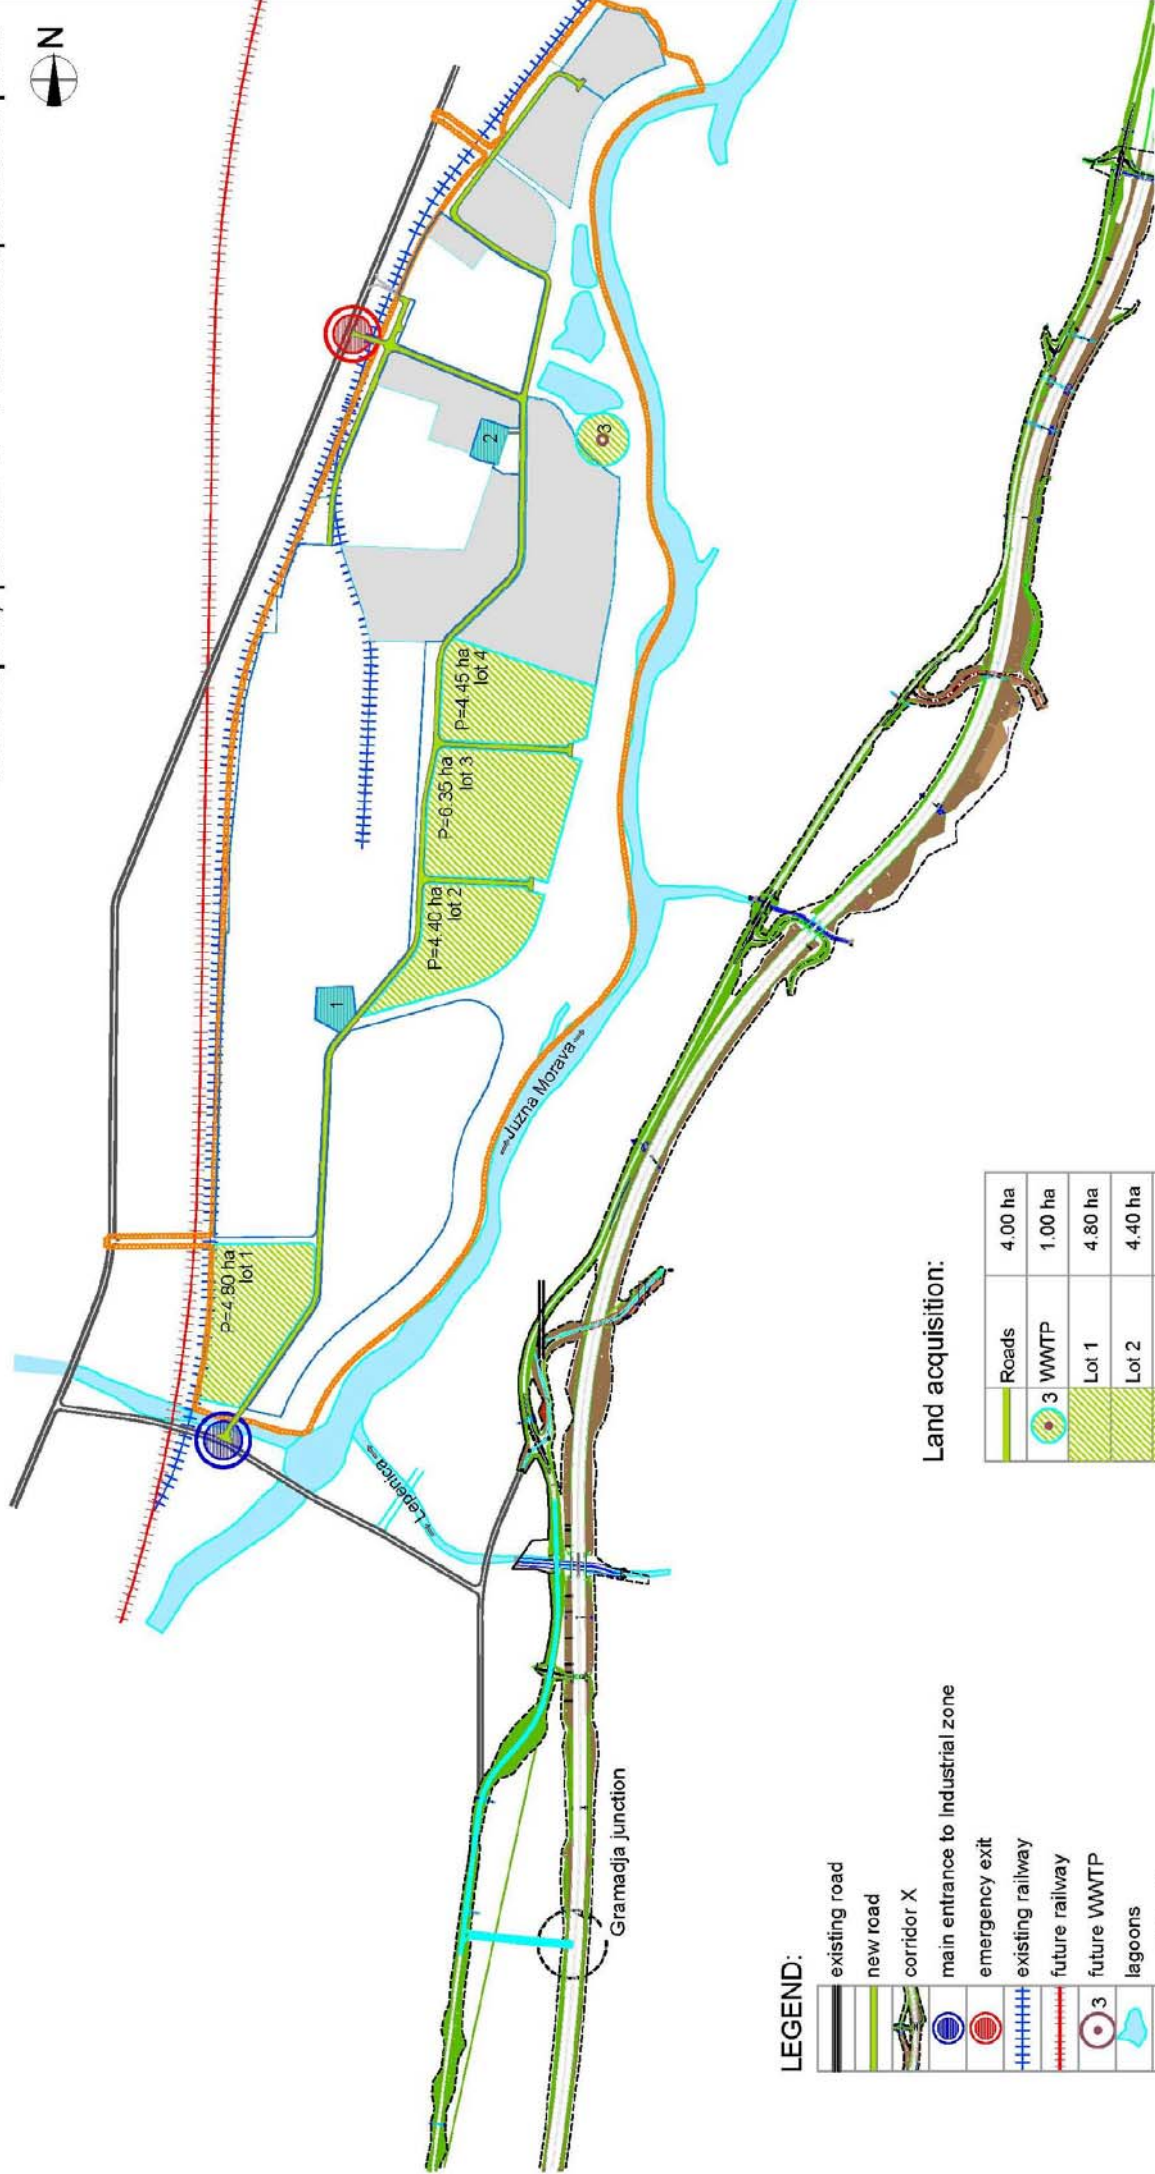 N
P=4.80 ha
lot 1
1
P=4.40 ha
lot 2
P=6.35 ha
lot 3
P=4.45 ha
lot 4
2
3
Juzna Morava
Lepenica
Gramadja junction
LEGEND:
existing road
new road
corridor X
main entrance to Industrial zone
emergency exit
existing railway
future railway
3 future WWTP
lagoons
Land acquisition:
Roads 4.00 ha
3 WWTP 1.00 ha
Lot 1 4.80 ha
Lot 2 4.40 ha